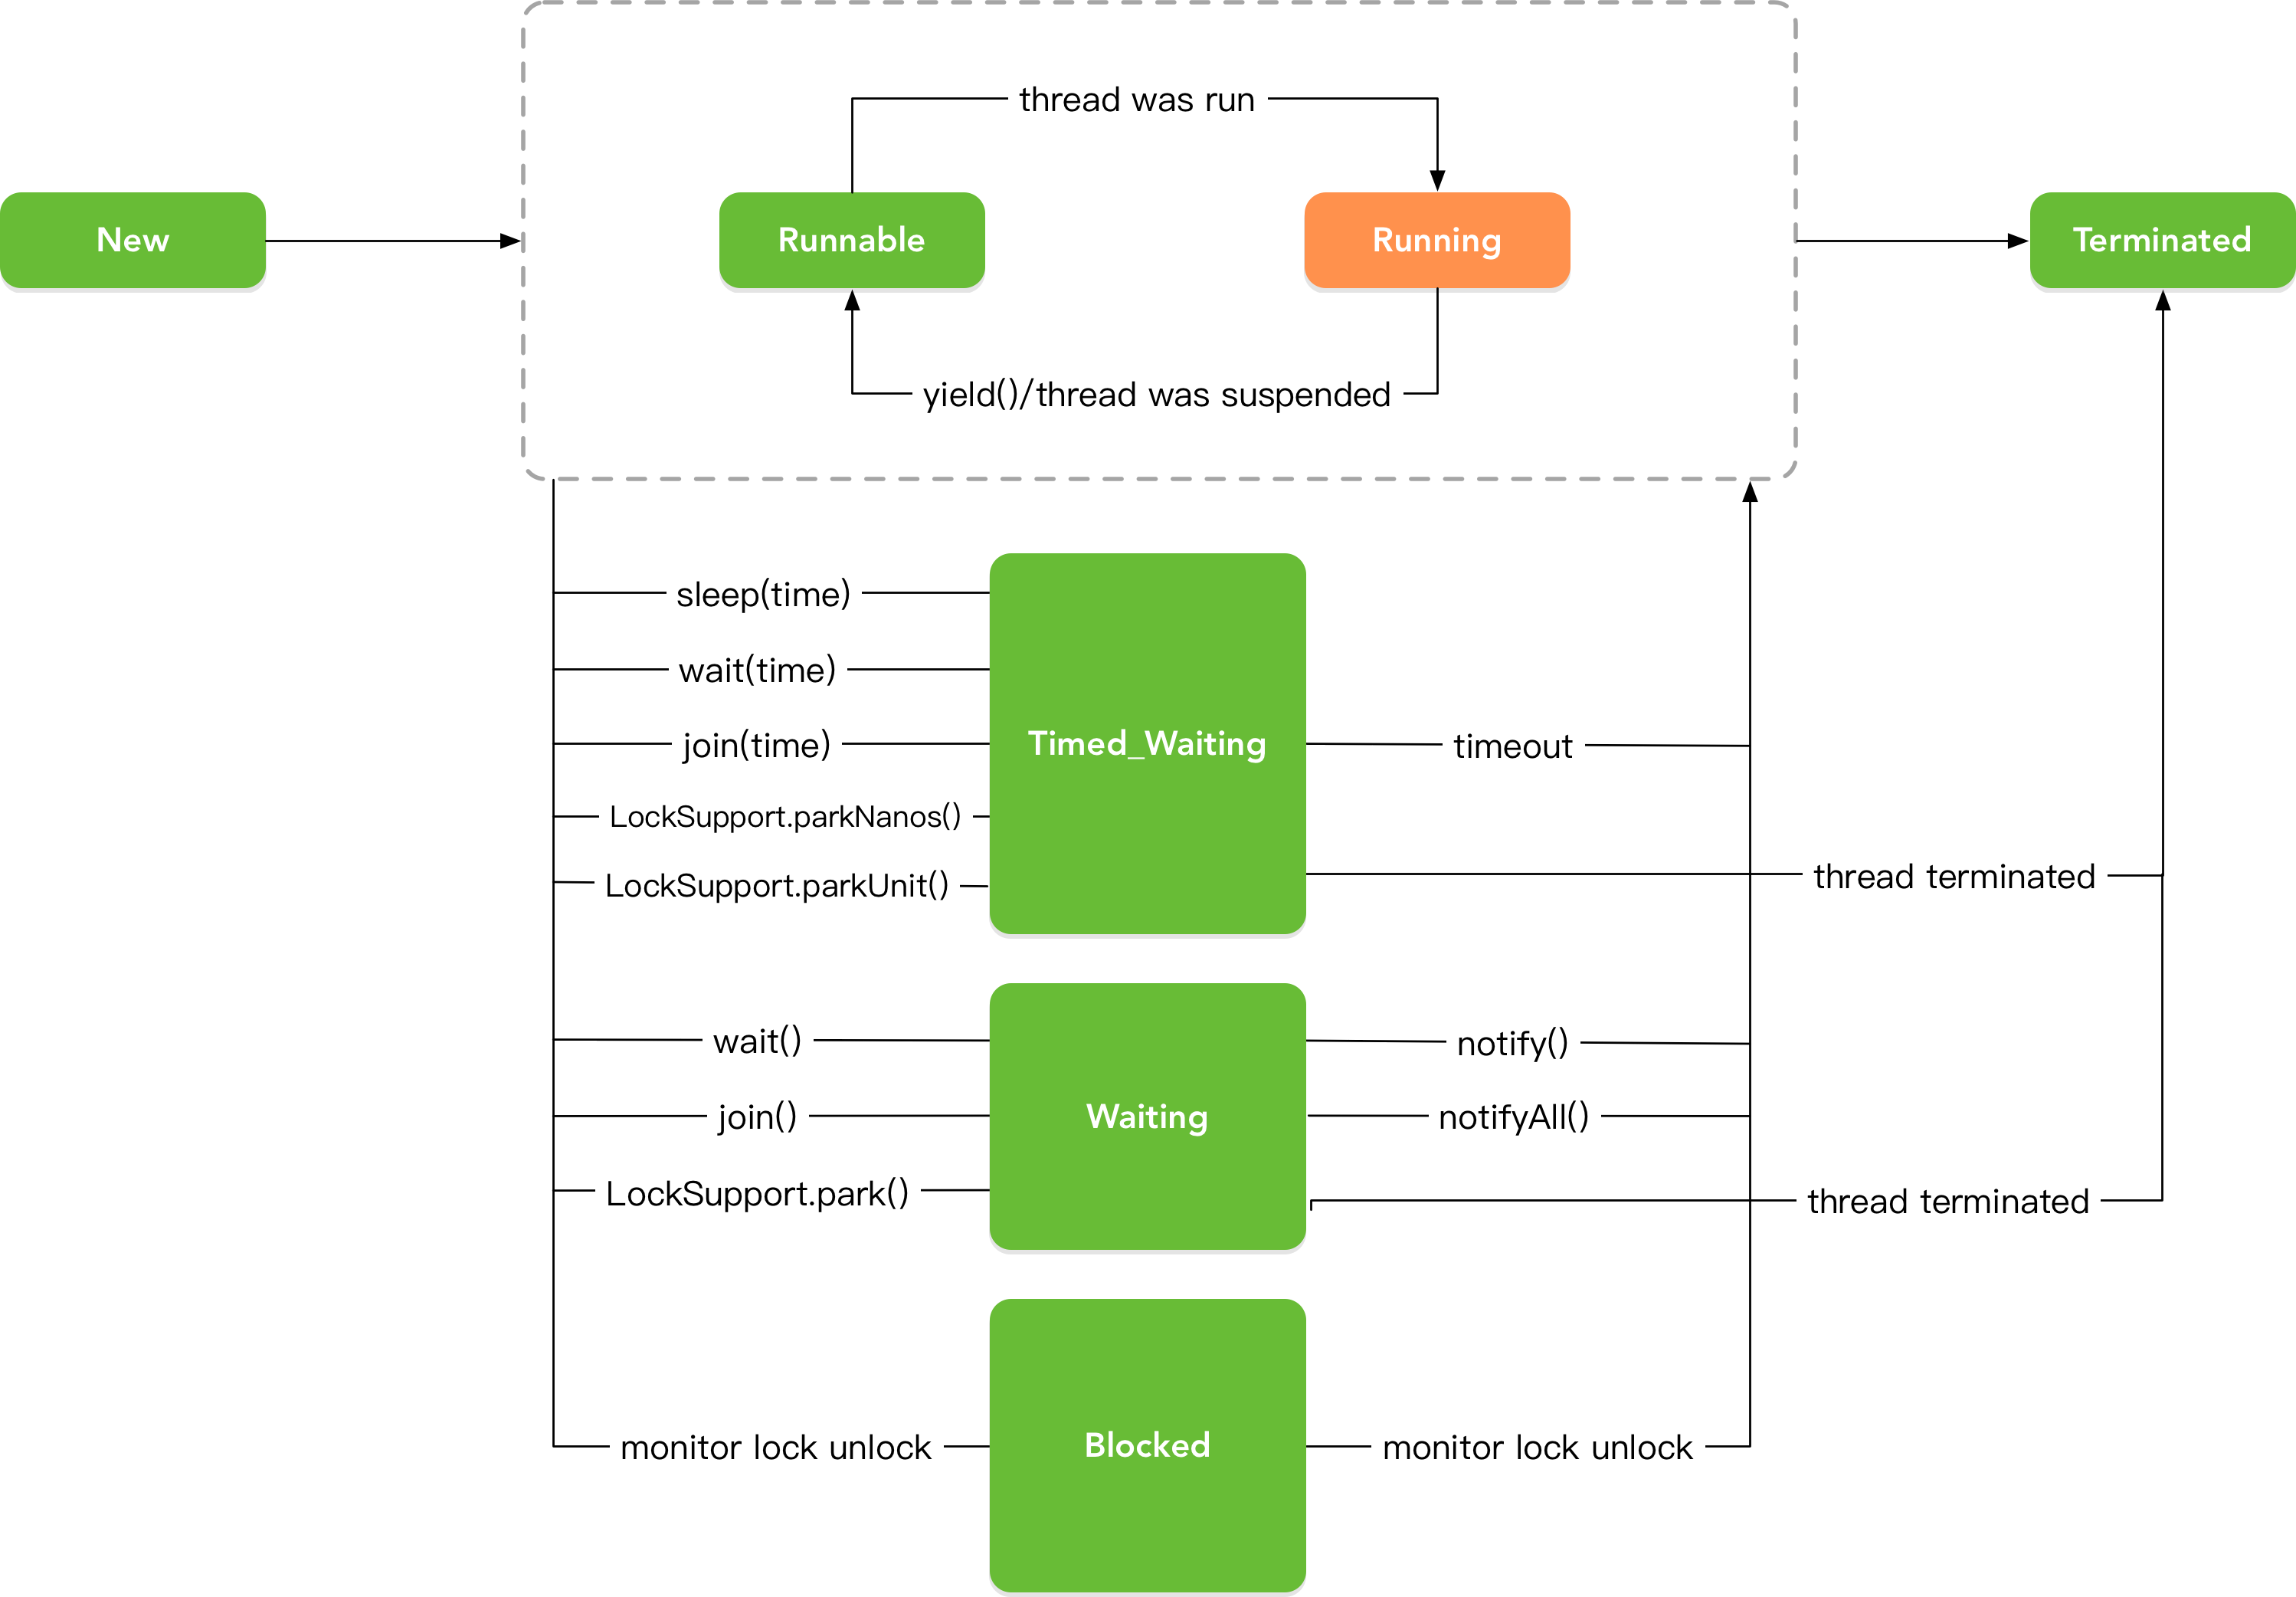 thread was run
New
Runnable
Running
Terminated
yield()/thread was suspended
sleep(time)
wait(time)
join(time)
Timed_Waiting
timeout
LockSupport.parkNanos()
LockSupport.parkUnit()
thread terminated
wait()
notify()
join()
Waiting
notifyAll()
LockSupport.park()
thread terminated
monitor lock unlock
Blocked
monitor lock unlock